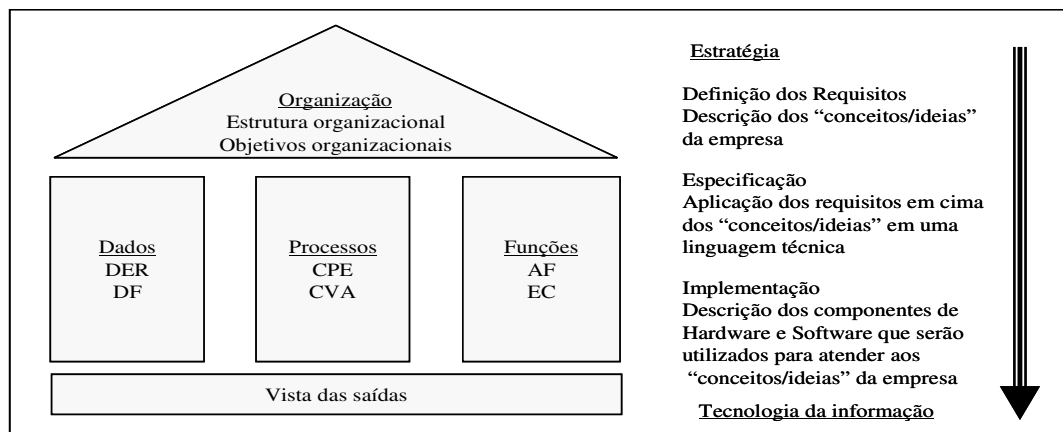 Organização
Estrutura organizacional
Objetivos organizacionais
Dados
DER
DF
Processos
CPE
CVA
Funções
AF
EC
Vista das saídas
Estratégia
Definição dos Requisitos
Descrição dos “conceitos/ideias”
da empresa
Especificação
Aplicação dos requisitos em cima
dos “conceitos/ideias” em uma
linguagem técnica
Implementação
Descrição dos componentes de
Hardware e Software que serão
utilizados para atender aos
“conceitos/ideias” da empresa
Tecnologia da informação